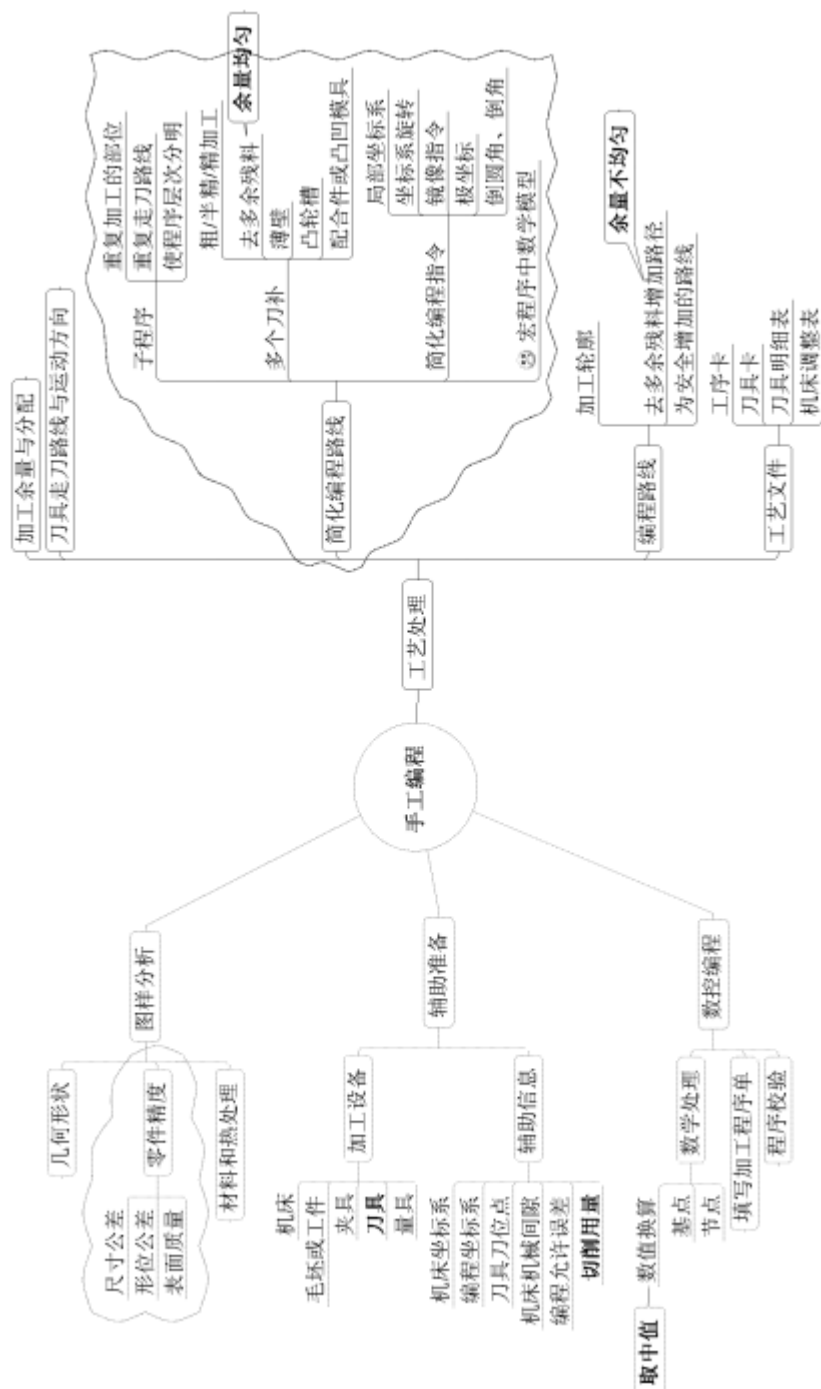 手工编程
图样分析
几何形状
零件精度
尺寸公差
形位公差
表面质量
材料和热处理
辅助准备
加工设备
机床
毛坯或工件
夹具
刀具
量具
辅助信息
机床坐标系
编程坐标系
刀具刀位点
机床机械间隙
编程允许误差
切削用量
数控编程
数学处理
数值换算
取中值
基点
节点
填写加工程序单
程序校验
工艺处理
加工余量与分配
刀具走刀路线与运动方向
简化编程路线
子程序
重复加工的部位
重复走刀路线
使程序层次分明
多个刀补
粗/半精/精加工
去多余残料
余量均匀
薄壁
凸轮槽
配合件或凸凹模具
简化编程指令
局部坐标系
坐标系旋转
镜像指令
极坐标
倒圆角、倒角
宏程序中数学模型
编程路线
加工轮廓
去多余残料增加路径
余量不均匀
为安全增加的路线
工艺文件
工序卡
刀具卡
刀具明细表
机床调整表